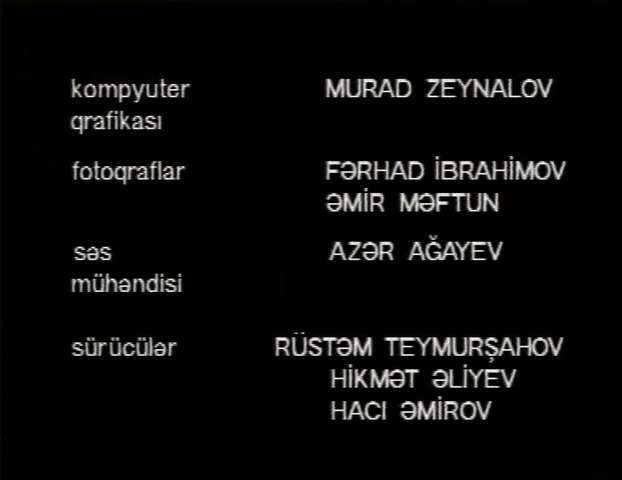 kompyuter MURAD ZEYNALOV
qrafikası
fotoqraflar FƏRHAD İBRAHİMOV
ƏMİR MƏFTUN
səs AZƏR AĞAYEV
mühəndisi
sürücülər RÜSTƏM TEYMURŞAHOV
HİKMƏT ƏLİYEV
HACI ƏMİROV